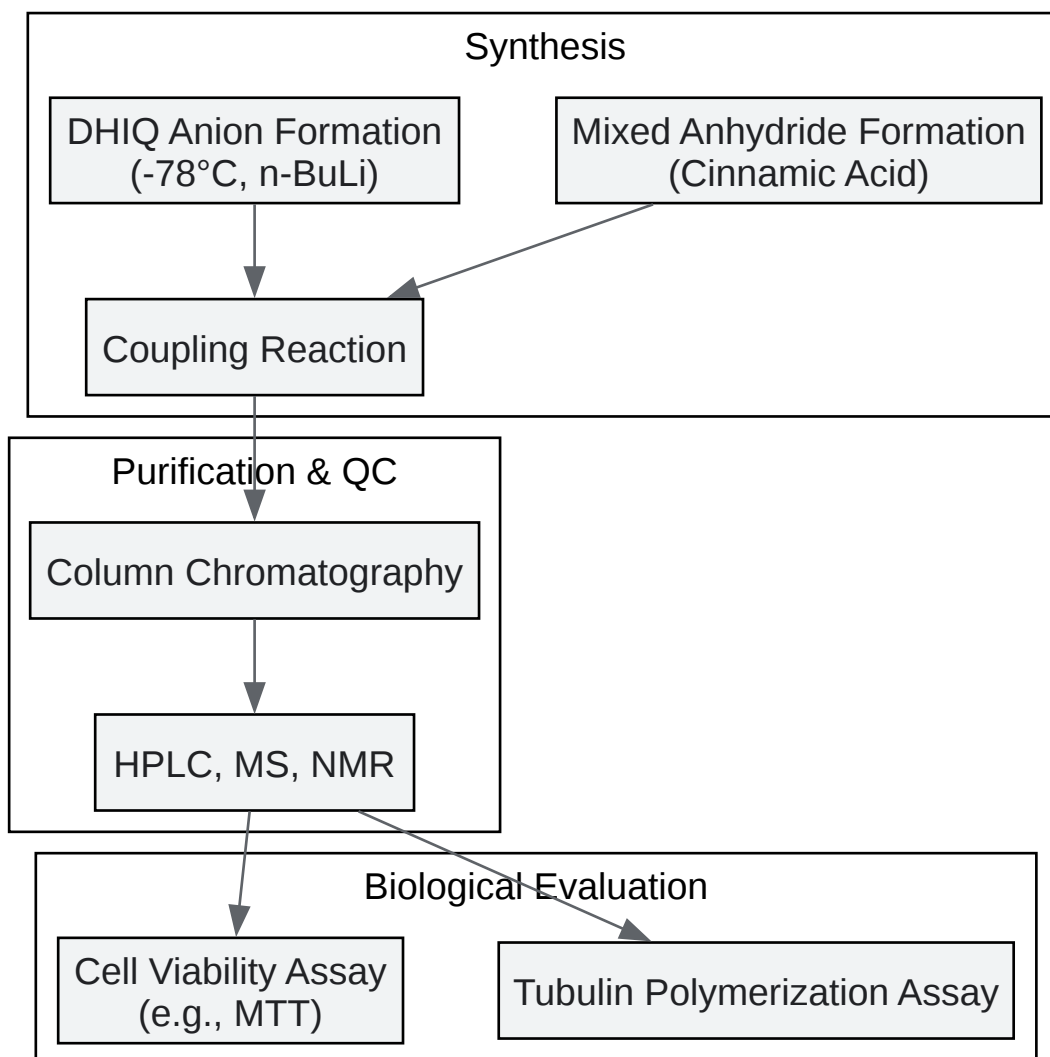 Synthesis
DHIQ Anion Formation
(-78°C, n-BuLi)
Mixed Anhydride Formation
(Cinnamic Acid)
Coupling Reaction
Purification & QC
Column Chromatography
HPLC, MS, NMR
Biological Evaluation
Cell Viability Assay
(e.g., MTT)
Tubulin Polymerization Assay